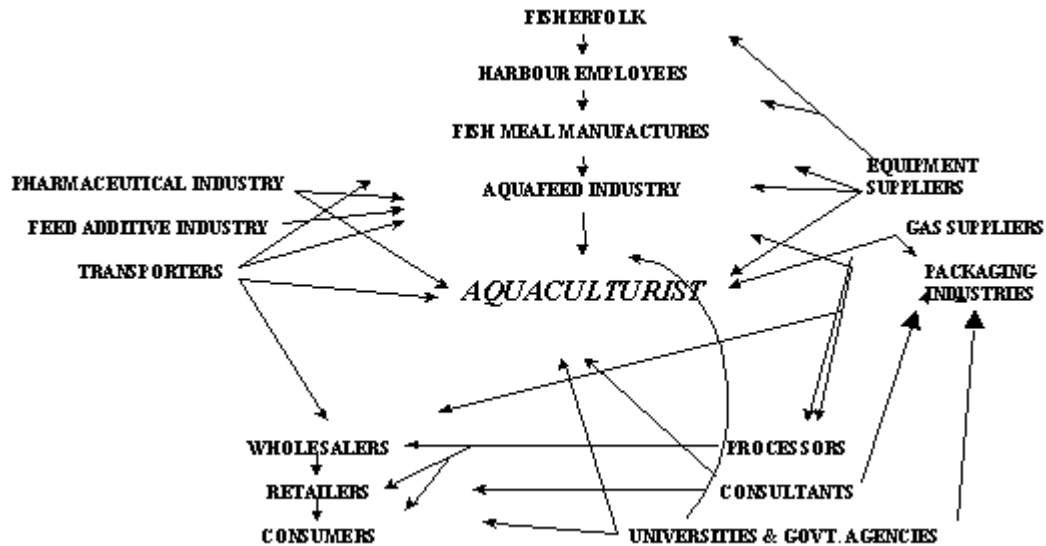 FISHERFOLK
HARBOUR EMPLOYEES
FISH MEAL MANUFACTURES
EQUIPMENT
SUPPLIERS
PHARMACEUTICAL INDUSTRY
AQUAFEED INDUSTRY
FEED ADDITIVE INDUSTRY
GAS SUPPLIERS
TRANSPORTERS
PACKAGING
INDUSTRIES
AQUACULTURIST
WHOLESALERS
PROCESSORS
RETAILERS
CONSULTANTS
CONSUMERS
UNIVERSITIES & GOVT. AGENCIES